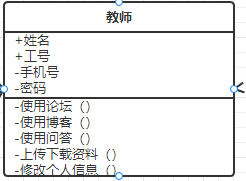 教师
+姓名
+工号
-手机号
-密码
-使用论坛（）
-使用博客（）
-使用问答（）
-上传下载资料（）
-修改个人信息（）